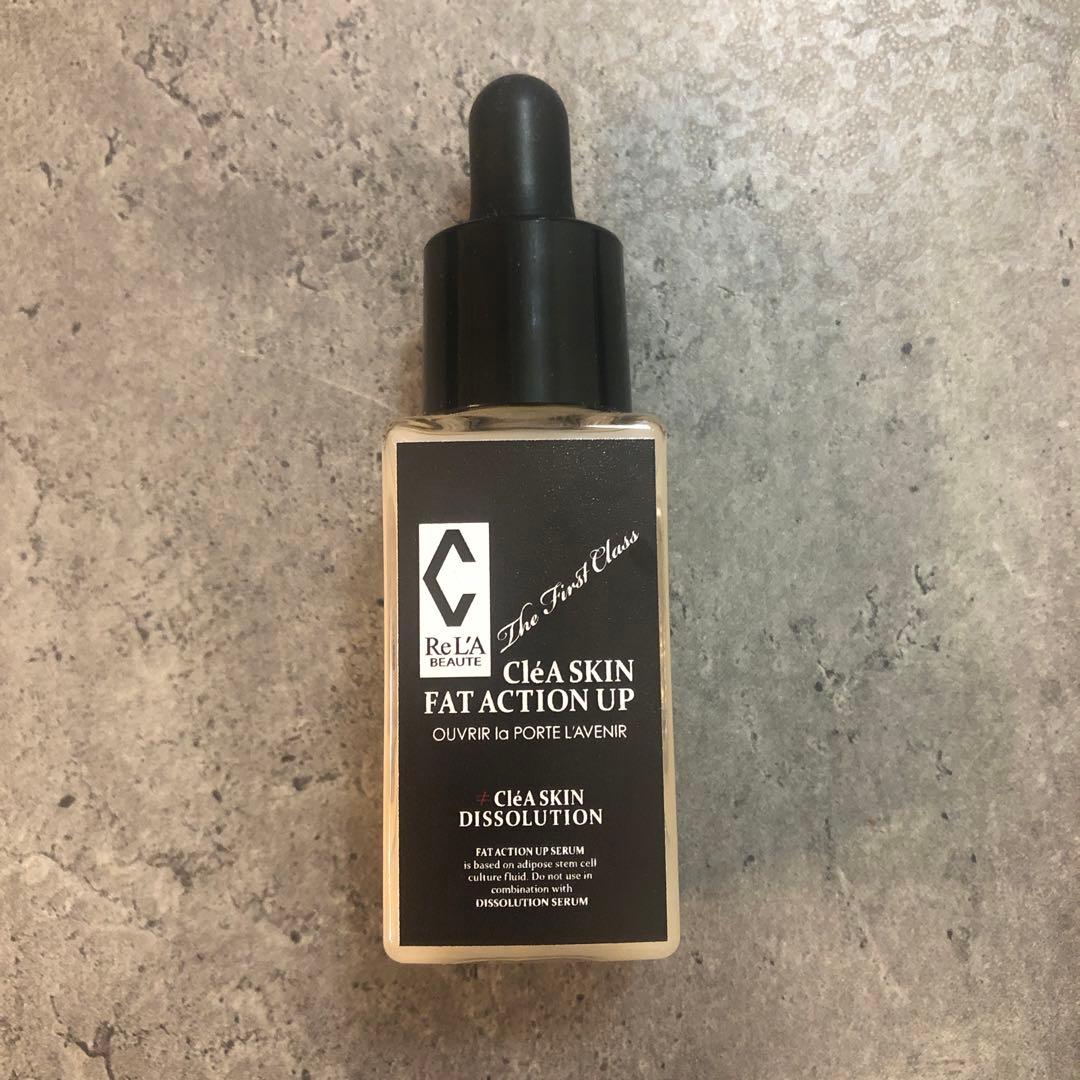 C
Re L'A
BEAUTE
The First Class
CléA SKIN
FAT ACTION UP
OUVRIR la PORTE L'AVENIR
≠ CléA SKIN
DISSOLUTION
FAT ACTION UP SERUM
is based on adipose stem cell
culture fluid. Do not use in
combination with
DISSOLUTION SERUM